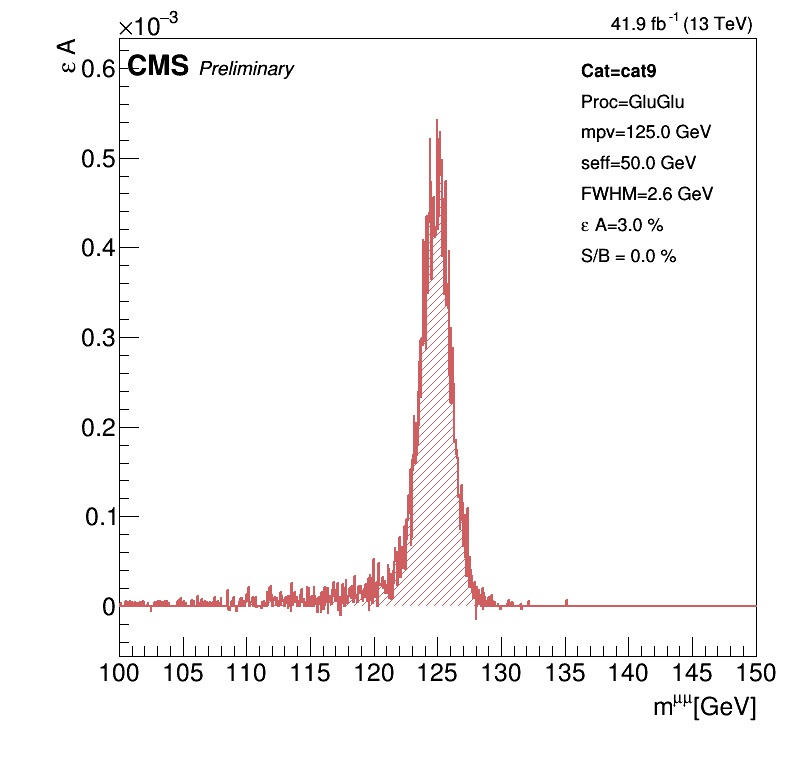 ×10⁻³
41.9 fb⁻¹ (13 TeV)
ε A
CMS Preliminary
Cat=cat9
Proc=GluGlu
mpv=125.0 GeV
seff=50.0 GeV
FWHM=2.6 GeV
ε A=3.0 %
S/B = 0.0 %
0.6
0.5
0.4
0.3
0.2
0.1
0
100 105 110 115 120 125 130 135 140 145 150
m^μμ[GeV]